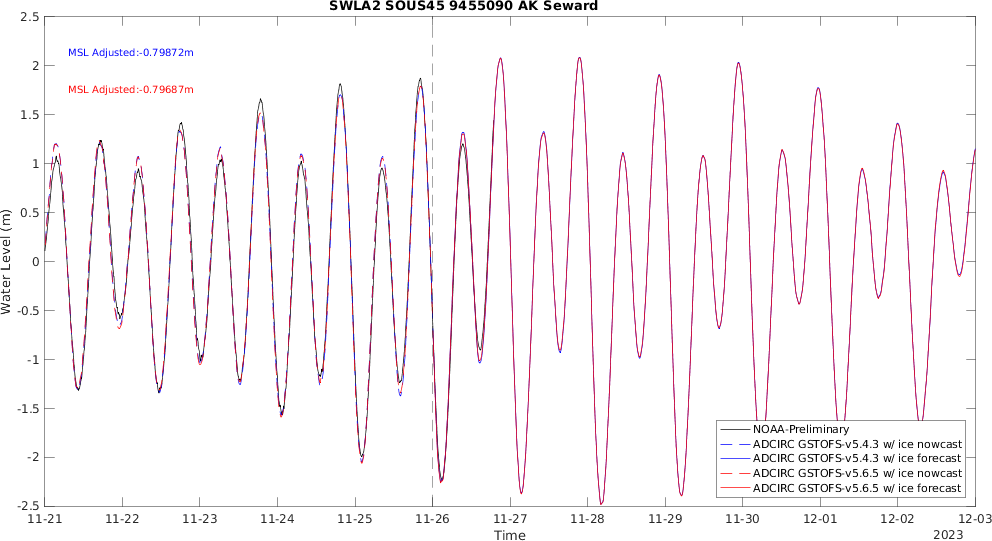 SWLA2 SOUS45 9455090 AK Seward
MSL Adjusted:-0.79872m
MSL Adjusted:-0.79687m
Water Level (m)
2.5
2
1.5
1
0.5
0
-0.5
-1
-1.5
-2
-2.5
NOAA-Preliminary
ADCIRC GSTOFS-v5.4.3 w/ ice nowcast
ADCIRC GSTOFS-v5.4.3 w/ ice forecast
ADCIRC GSTOFS-v5.6.5 w/ ice nowcast
ADCIRC GSTOFS-v5.6.5 w/ ice forecast
11-21 11-22 11-23 11-24 11-25 11-26 11-27 11-28 11-29 11-30 12-01 12-02 12-03
Time
2023